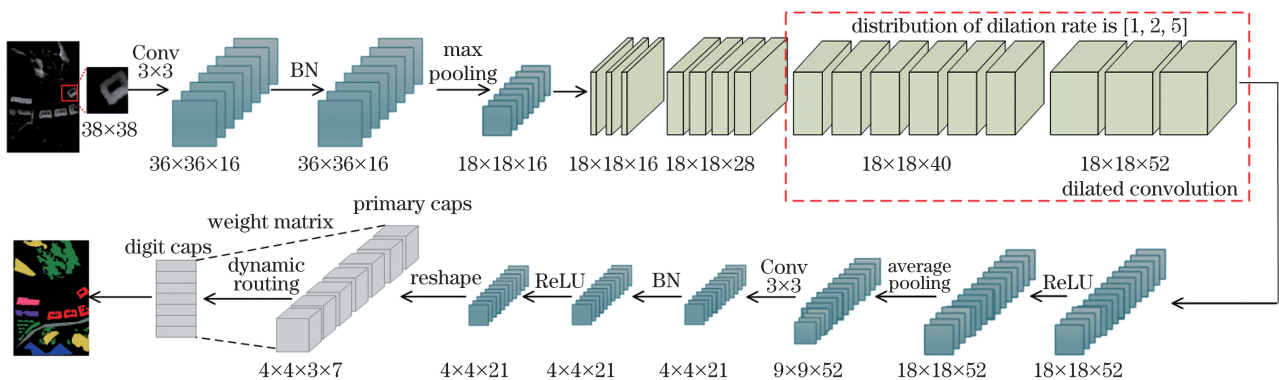 distribution of dilation rate is [1, 2, 5]
Conv
3×3
BN
max
pooling
38×38
36×36×16
36×36×16
18×18×16
18×18×16
18×18×28
18×18×40
18×18×52
dilated convolution
primary caps
weight matrix
digit caps
dynamic
routing
reshape
ReLU
BN
Conv
3×3
average
pooling
ReLU
4×4×3×7
4×4×21
4×4×21
4×4×21
9×9×52
18×18×52
18×18×52